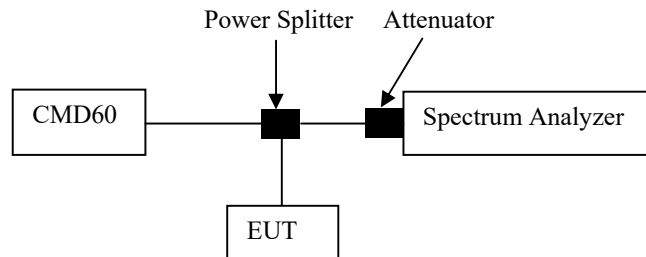 Power Splitter
Attenuator
CMD60
Spectrum Analyzer
EUT